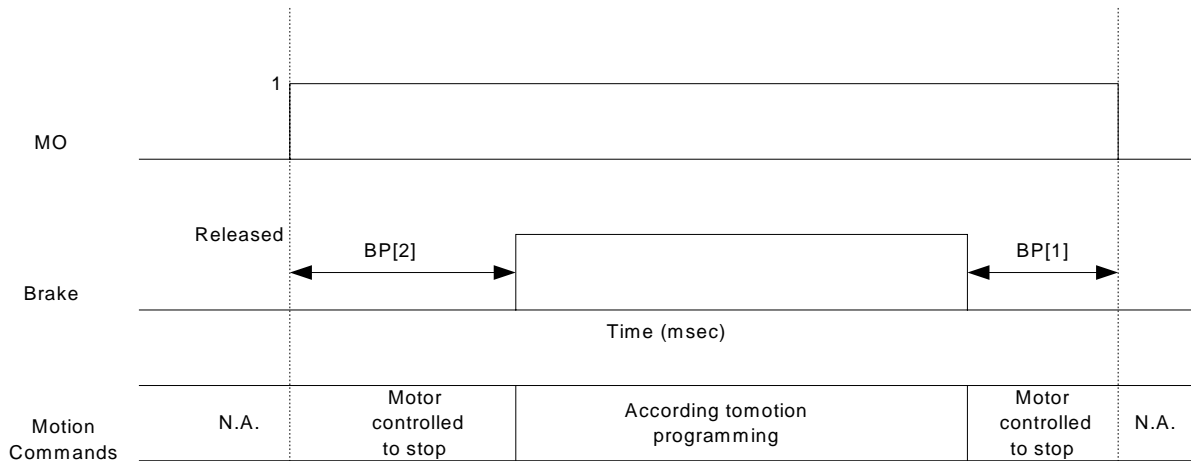 1
MO
Released
BP[2]
BP[1]
Brake
Time (msec)
Motion
Commands
N.A.
Motor
controlled
to stop
According tomotion
programming
Motor
controlled
to stop
N.A.